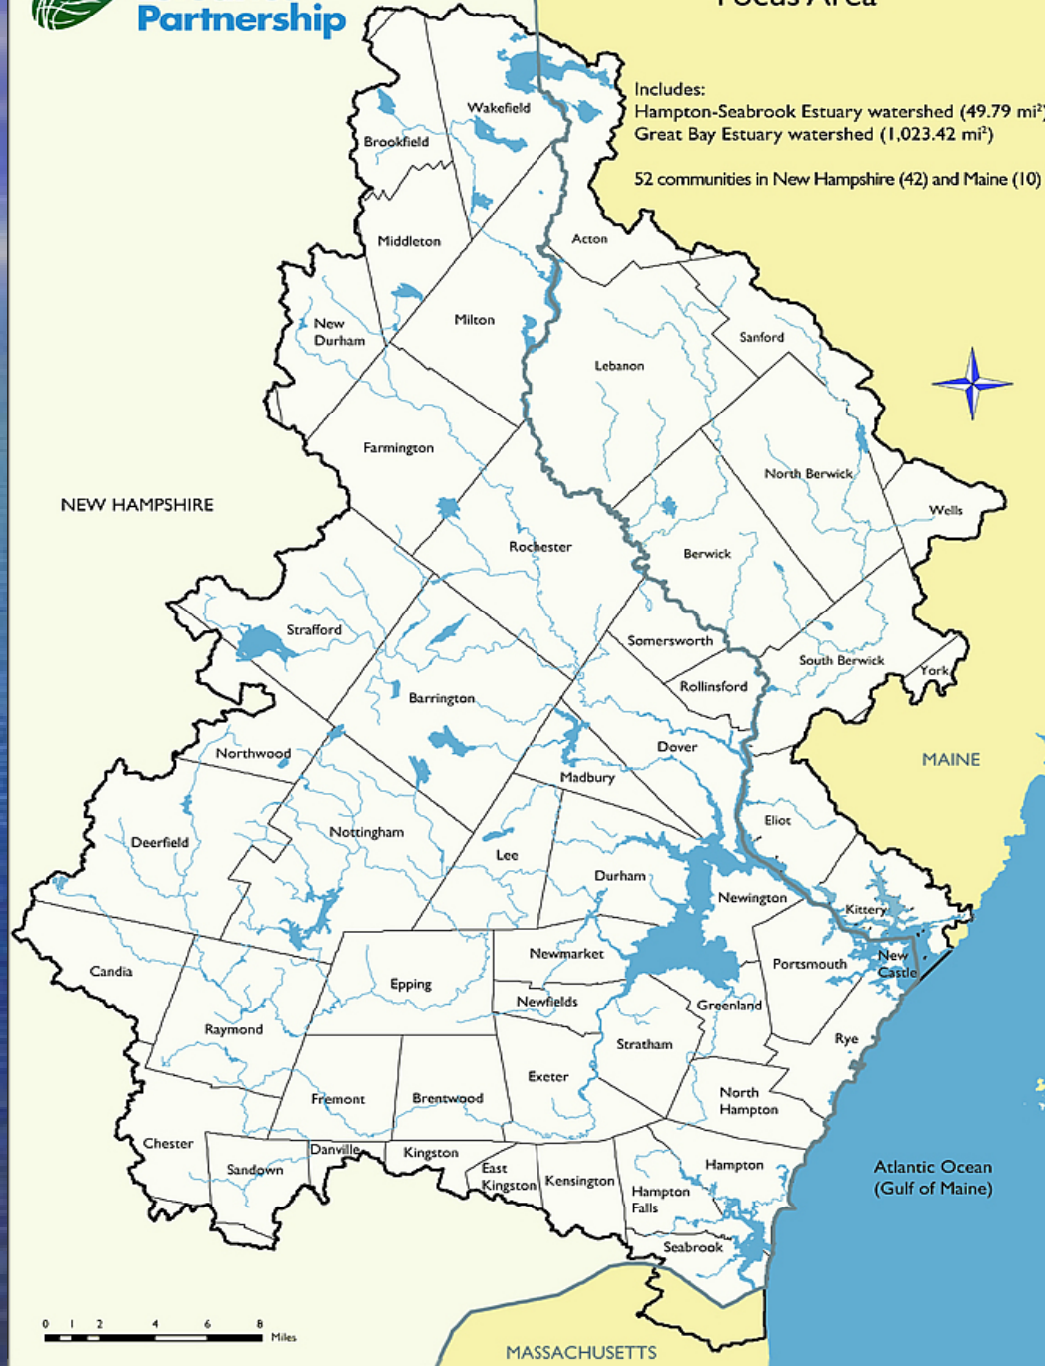 Partnership
Focus Area
Includes:
Hampton-Seabrook Estuary watershed (49.79 mi²)
Great Bay Estuary watershed (1,023.42 mi²)
52 communities in New Hampshire (42) and Maine (10)
Wakefield
Brookfield
Middleton
Acton
New
Durham
Milton
Sanford
Lebanon
Farmington
North Berwick
NEW HAMPSHIRE
Wells
Rochester
Berwick
Strafford
Somersworth
South Berwick
York
Rollinsford
Barrington
Northwood
Dover
MAINE
Madbury
Eliot
Deerfield
Nottingham
Lee
Durham
Newington
Kittery
Newmarket
Portsmouth
New
Castle
Candia
Epping
Newfields
Greenland
Raymond
Stratham
Rye
Exeter
Fremont
Brentwood
North
Hampton
Chester
Danville
Kingston
Sandown
East
Kingston
Kensington
Hampton
Hampton
Falls
Atlantic Ocean
(Gulf of Maine)
Seabrook
0 1 2 4 6 8
Miles
MASSACHUSETTS